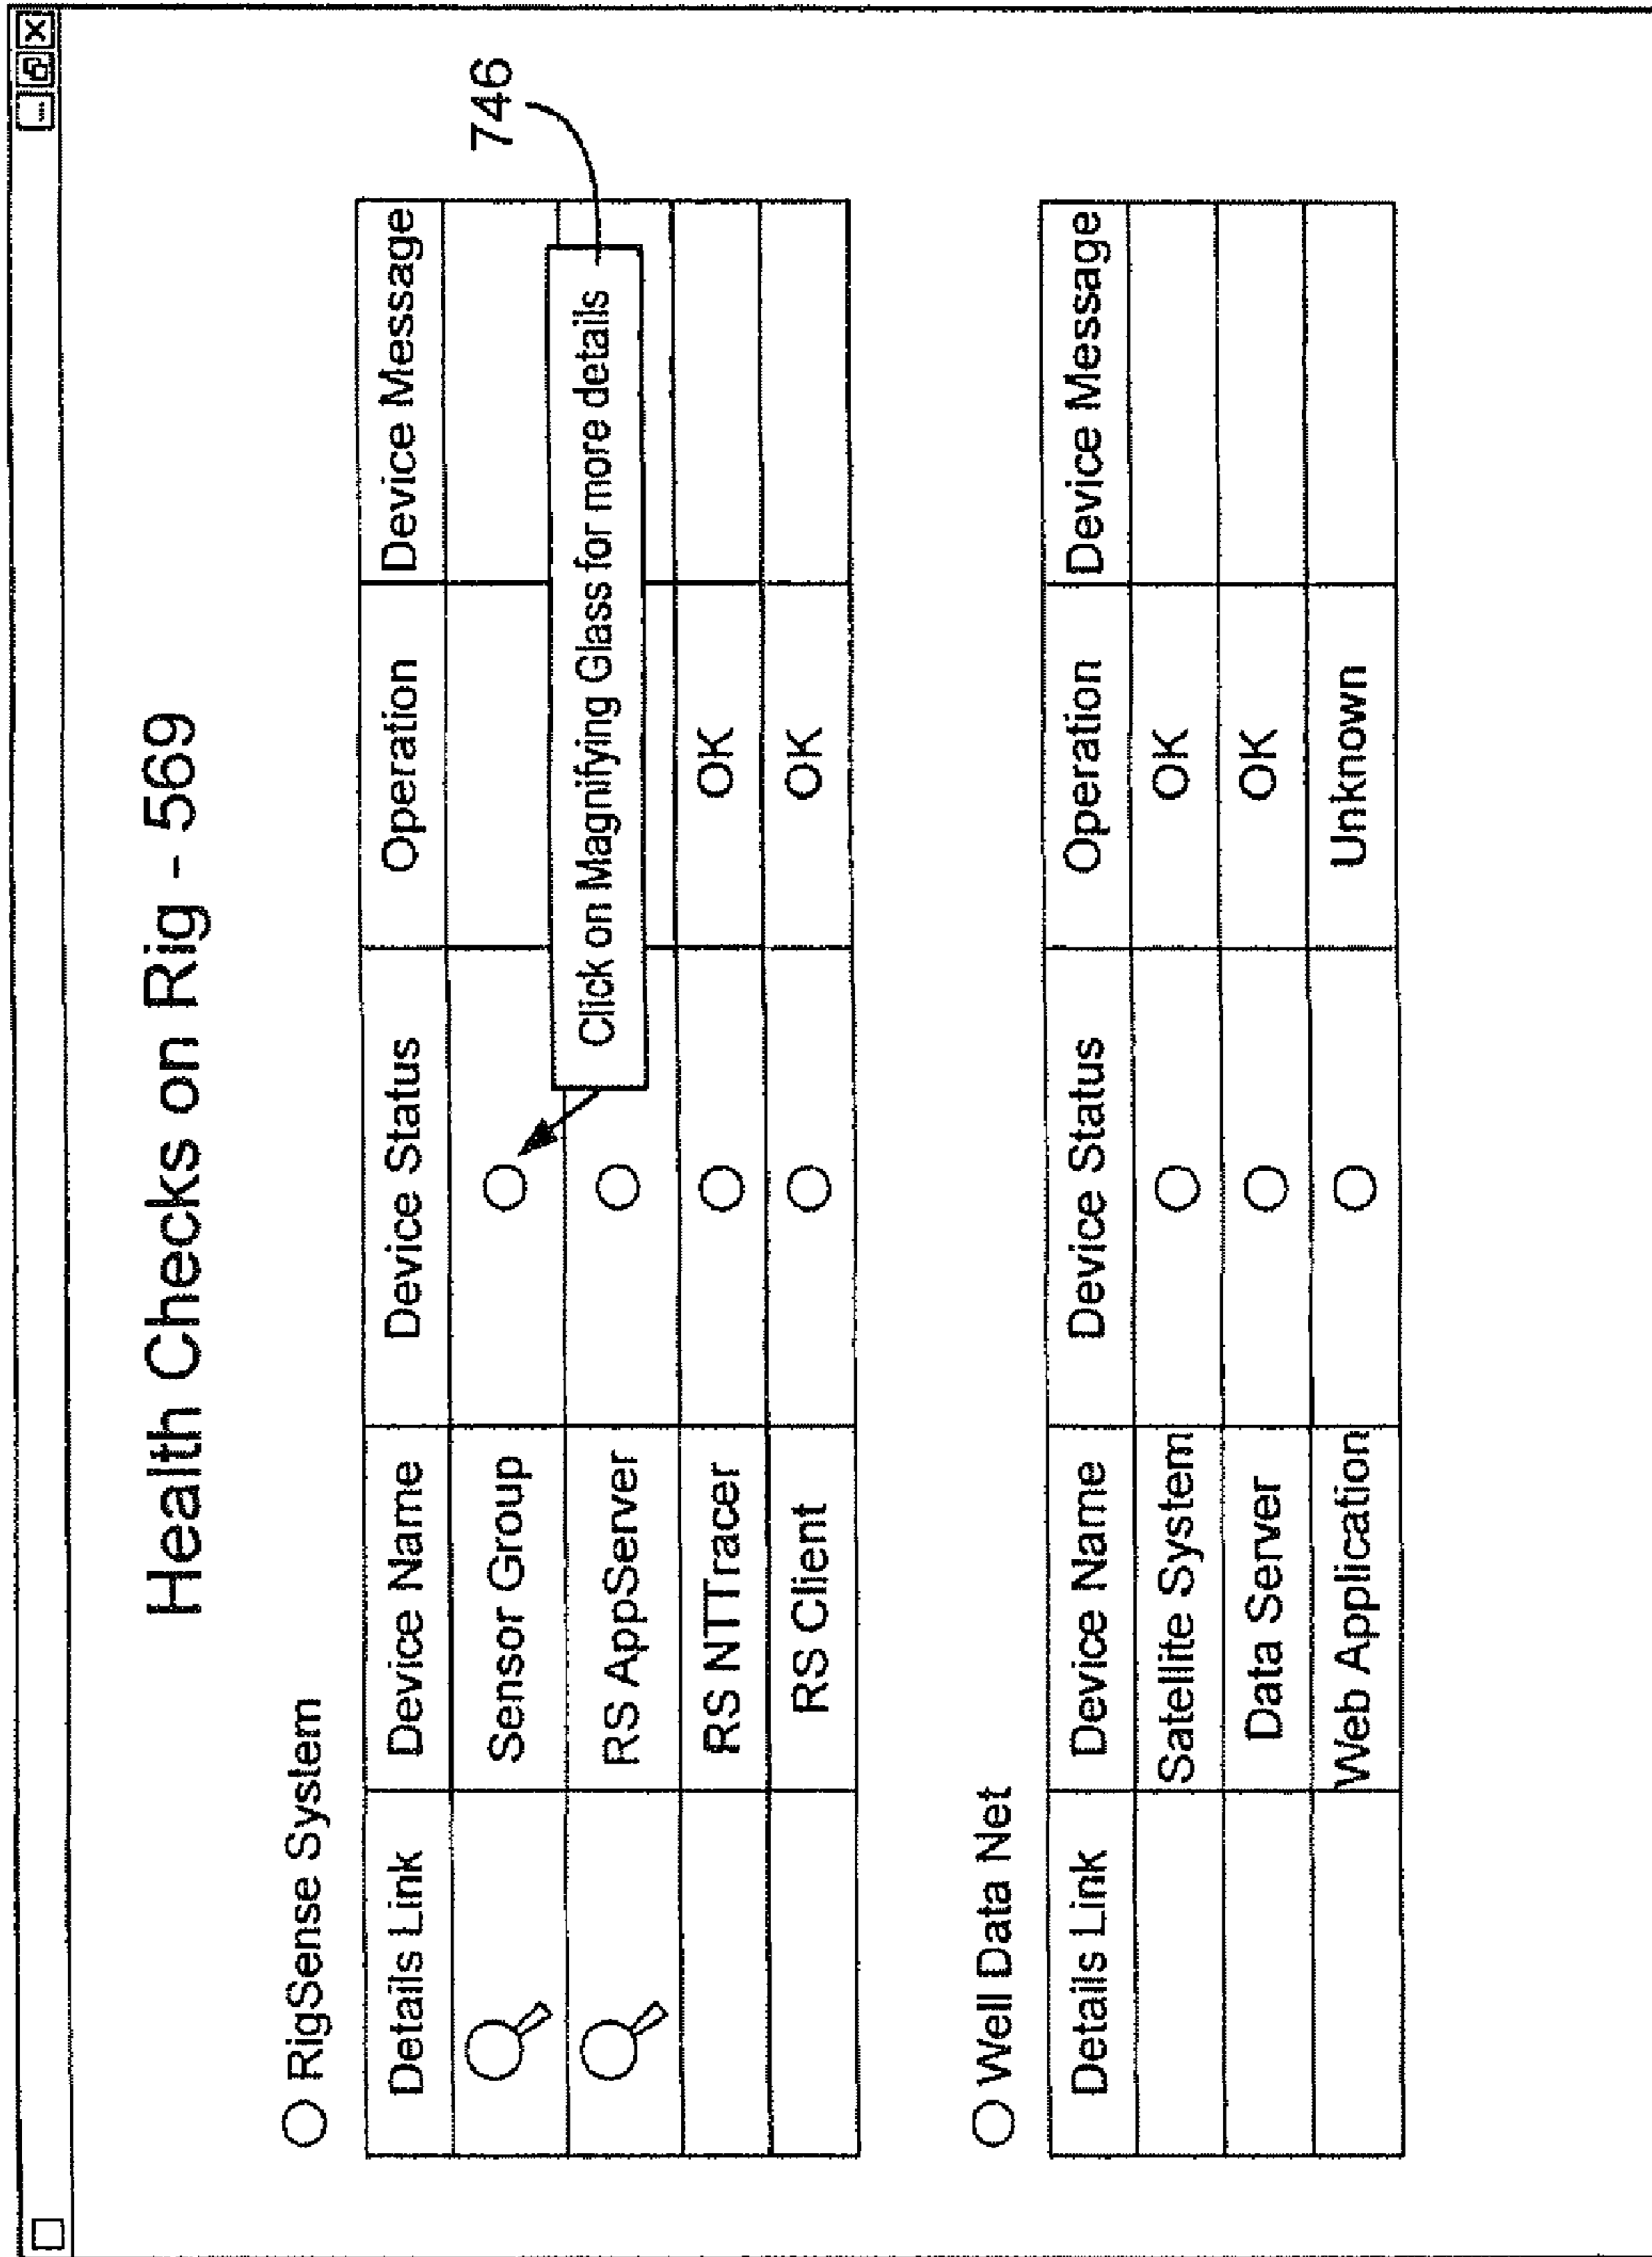 Health Checks on Rig - 569
RigSense System
Details Link Device Name Device Status Operation Device Message
746
Sensor Group
Click on Magnifying Glass for more details
RS AppServer
RS NTTracer OK
RS Client OK
Well Data Net
Details Link Device Name Device Status Operation Device Message
Satellite System OK
Data Server OK
Web Application Unknown